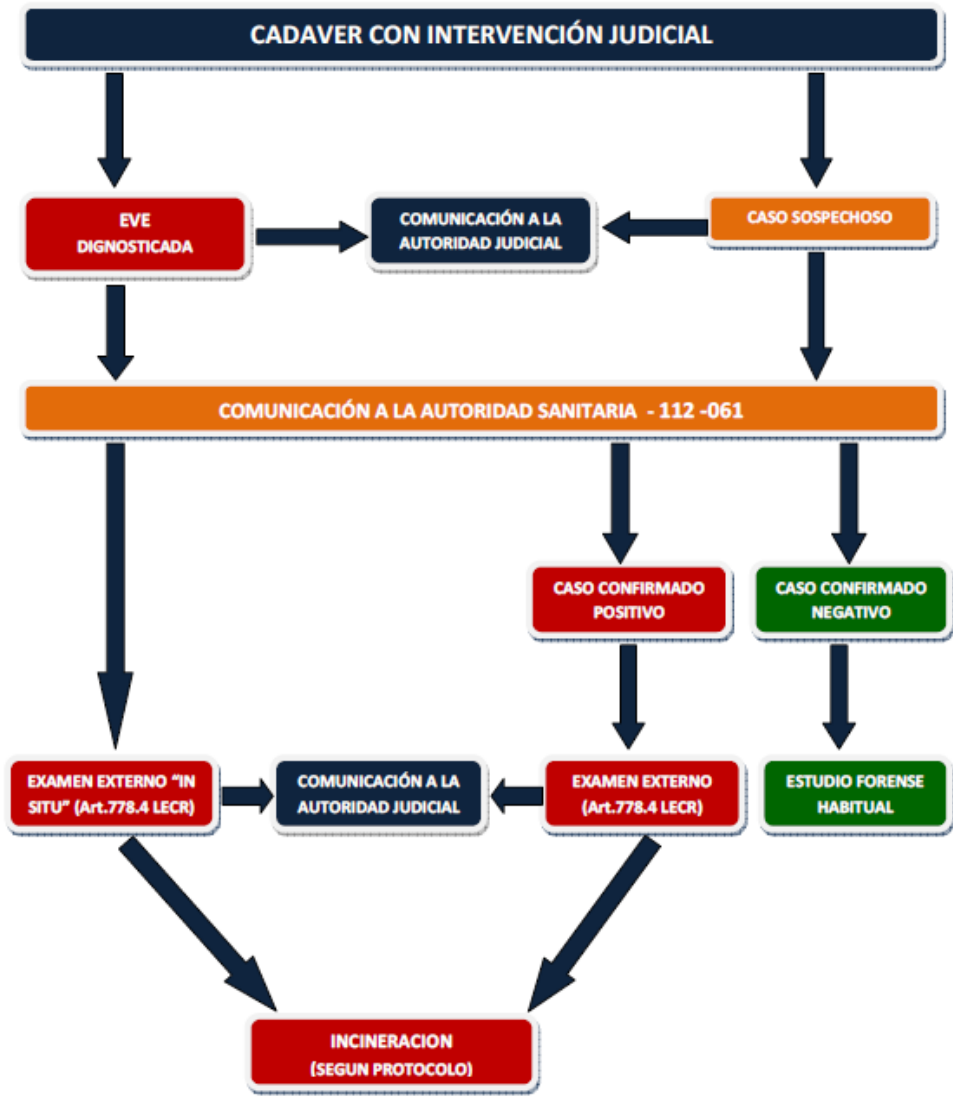 CADAVER CON INTERVENCIÓN JUDICIAL
EVE
DIGNOSTICADA
COMUNICACIÓN A LA
AUTORIDAD JUDICIAL
CASO SOSPECHOSO
COMUNICACIÓN A LA AUTORIDAD SANITARIA - 112 -061
CASO CONFIRMADO
POSITIVO
CASO CONFIRMADO
NEGATIVO
EXAMEN EXTERNO "IN
SITU" (Art.778.4 LECR)
COMUNICACIÓN A LA
AUTORIDAD JUDICIAL
EXAMEN EXTERNO
(Art.778.4 LECR)
ESTUDIO FORENSE
HABITUAL
INCINERACION
(SEGUN PROTOCOLO)